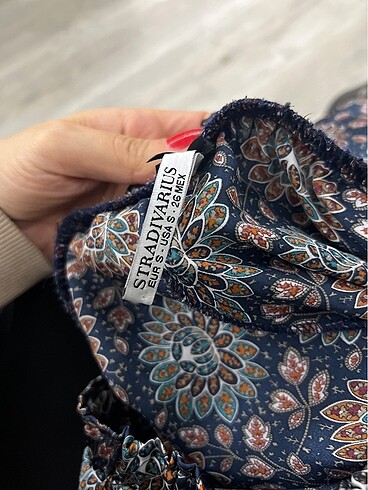 STRADIVARIUS
EUR S - USA S - 26 MEX